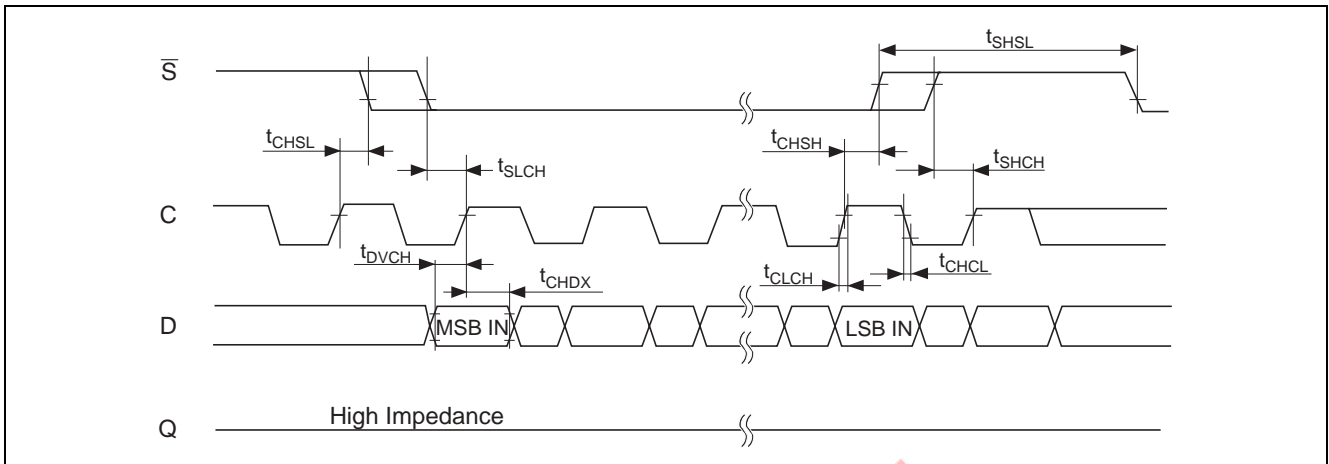 tSHSL
S̅
tCHSL
tSLCH
tCHSH
tSHCH
C
tDVCH
tCHDX
tCLCH
tCHCL
D
MSB IN
LSB IN
Q
High Impedance